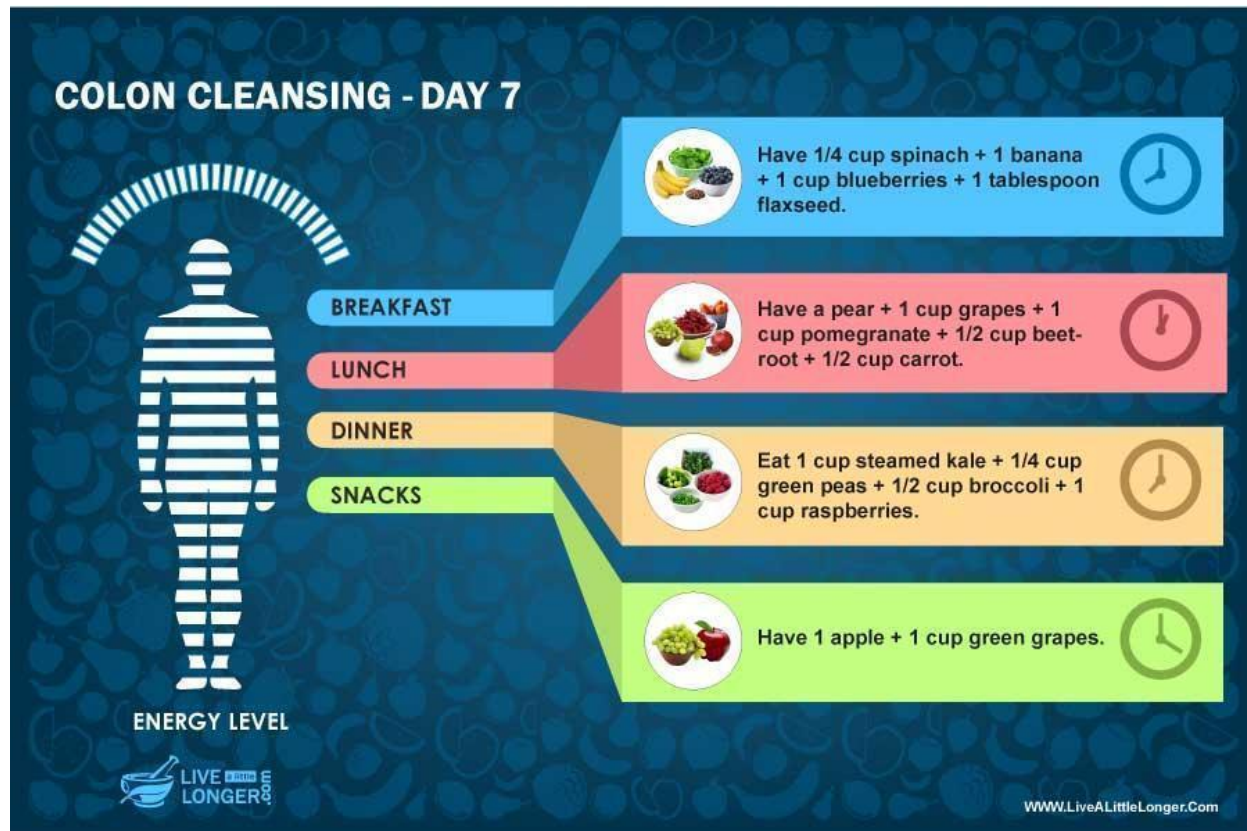 COLON CLEANSING - DAY 7
BREAKFAST
Have 1/4 cup spinach + 1 banana
+ 1 cup blueberries + 1 tablespoon
flaxseed.
LUNCH
Have a pear + 1 cup grapes + 1
cup pomegranate + 1/2 cup beet-
root + 1/2 cup carrot.
DINNER
Eat 1 cup steamed kale + 1/4 cup
green peas + 1/2 cup broccoli + 1
cup raspberries.
SNACKS
Have 1 apple + 1 cup green grapes.
ENERGY LEVEL
LIVE a little
LONGER.com
WWW.LiveALittleLonger.Com